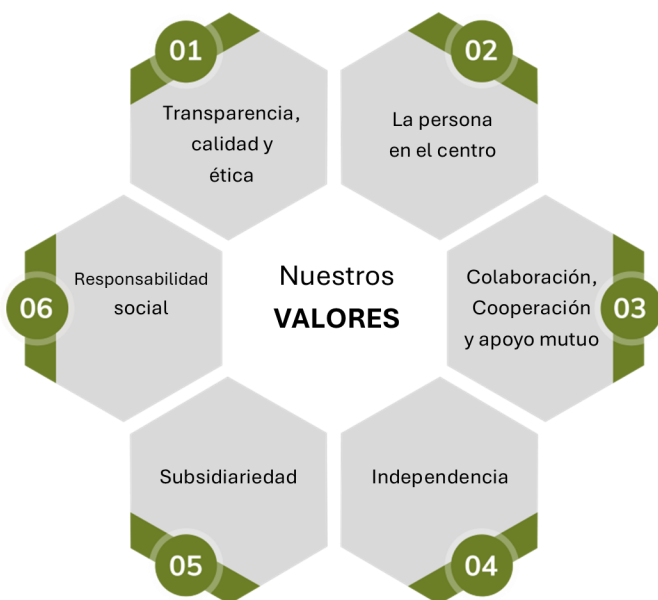 01
Transparencia,
calidad y
ética
02
La persona
en el centro
Nuestros
VALORES
03
Colaboración,
Cooperación
y apoyo mutuo
04
Independencia
05
Subsidiariedad
06
Responsabilidad
social